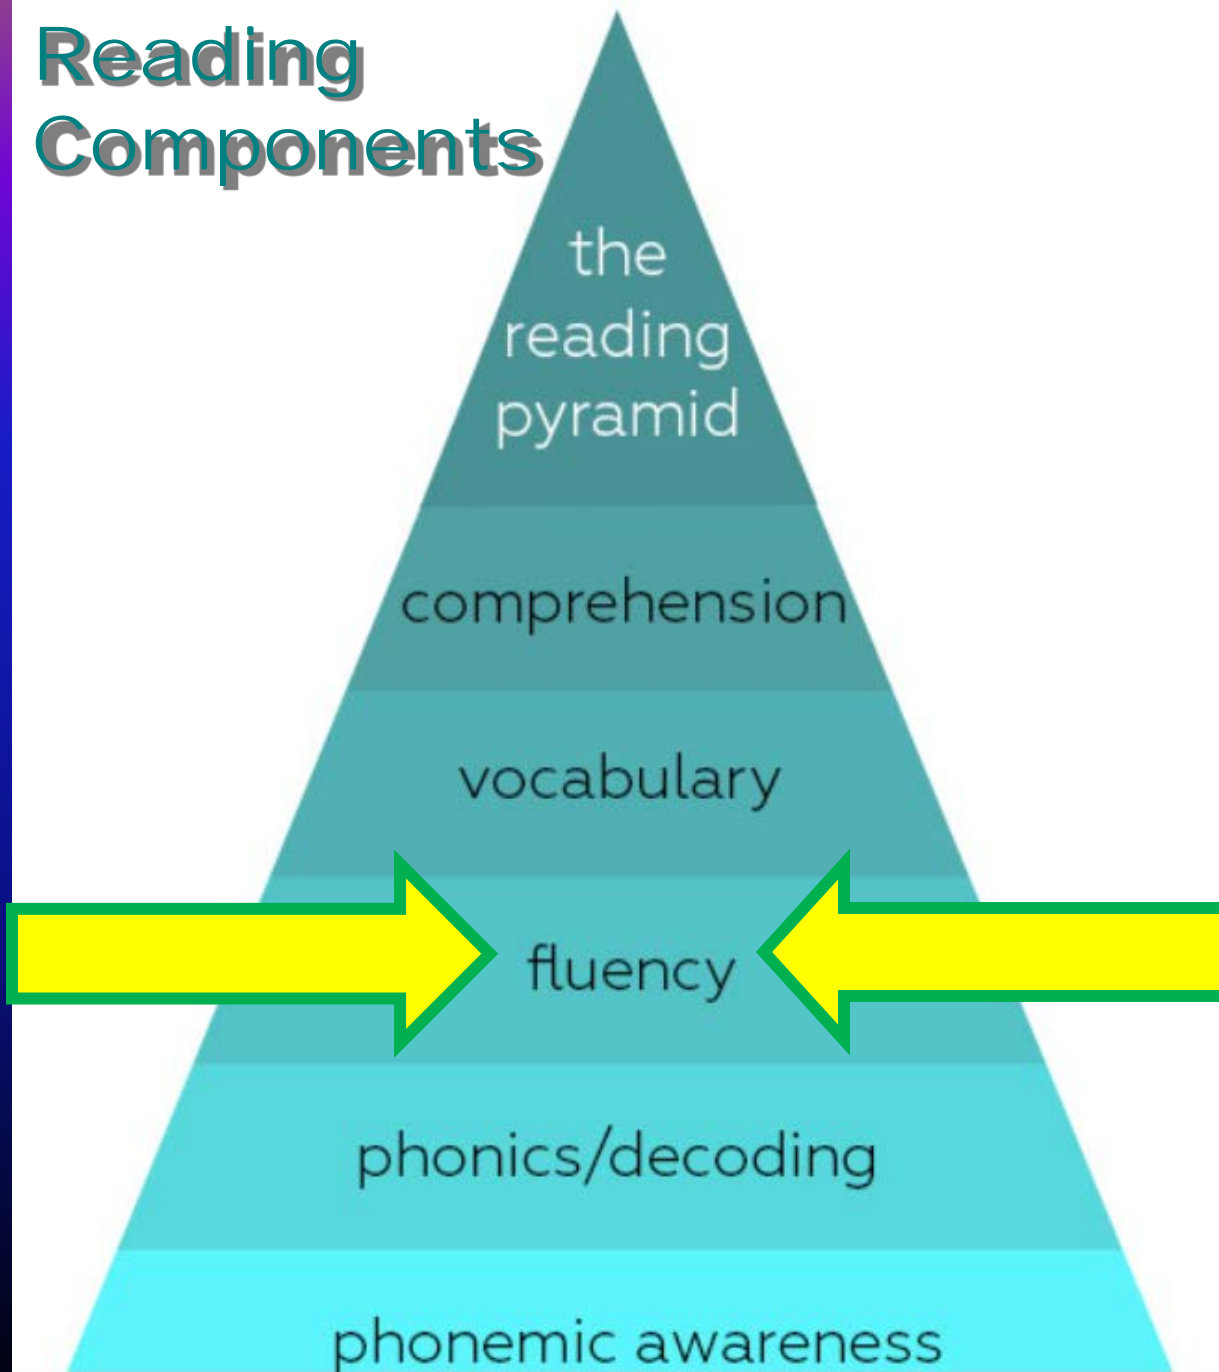 Reading
Components
the
reading
pyramid
comprehension
vocabulary
fluency
phonics/decoding
phonemic awareness